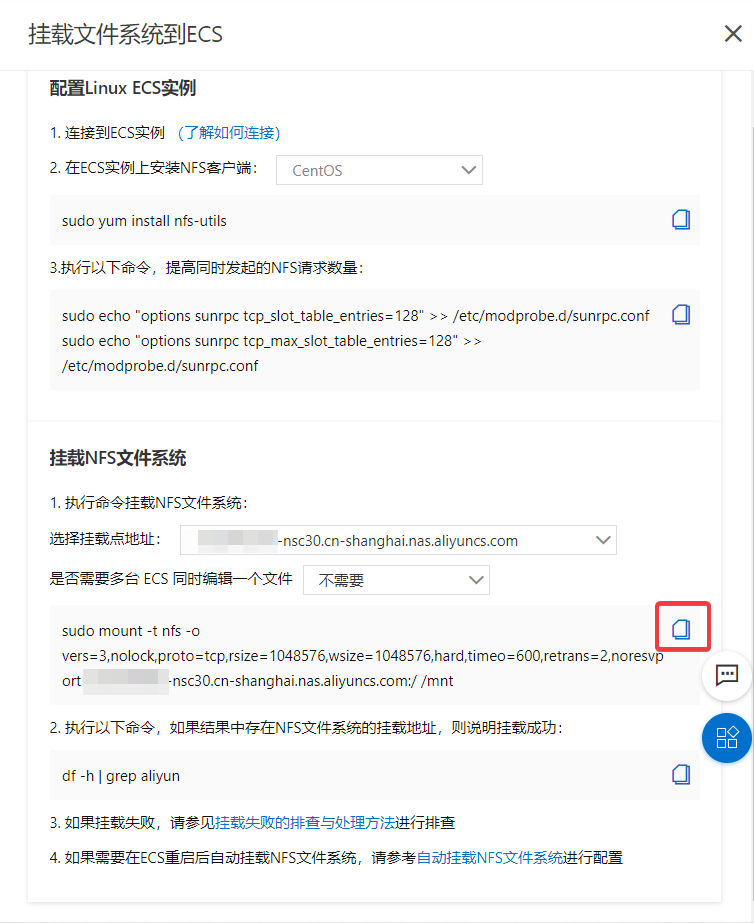 挂载文件系统到ECS
配置Linux ECS实例
1. 连接到ECS实例 （了解如何连接）
2. 在ECS实例上安装NFS客户端： CentOS
sudo yum install nfs-utils
3.执行以下命令，提高同时发起的NFS请求数量：
sudo echo "options sunrpc tcp_slot_table_entries=128" >> /etc/modprobe.d/sunrpc.conf
sudo echo "options sunrpc tcp_max_slot_table_entries=128" >>
/etc/modprobe.d/sunrpc.conf
挂载NFS文件系统
1. 执行命令挂载NFS文件系统：
选择挂载点地址： -nsc30.cn-shanghai.nas.aliyuncs.com
是否需要多台 ECS 同时编辑一个文件 不需要
sudo mount -t nfs -o
vers=3,nolock,proto=tcp,rsize=1048576,wsize=1048576,hard,timeo=600,retrans=2,noresvp
ort -nsc30.cn-shanghai.nas.aliyuncs.com:/ /mnt
2. 执行以下命令，如果结果中存在NFS文件系统的挂载地址，则说明挂载成功：
df -h | grep aliyun
3. 如果挂载失败，请参见挂载失败的排查与处理方法进行排查
4. 如果需要在ECS重启后自动挂载NFS文件系统，请参考自动挂载NFS文件系统进行配置